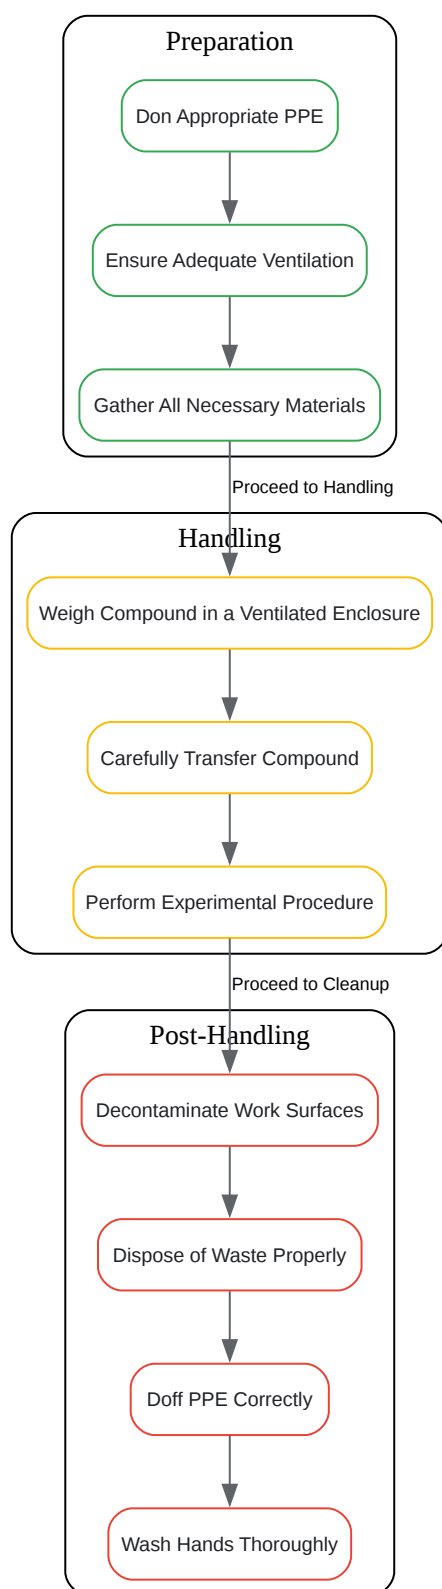 Preparation
Don Appropriate PPE
Ensure Adequate Ventilation
Gather All Necessary Materials
Proceed to Handling
Handling
Weigh Compound in a Ventilated Enclosure
Carefully Transfer Compound
Perform Experimental Procedure
Proceed to Cleanup
Post-Handling
Decontaminate Work Surfaces
Dispose of Waste Properly
Doff PPE Correctly
Wash Hands Thoroughly